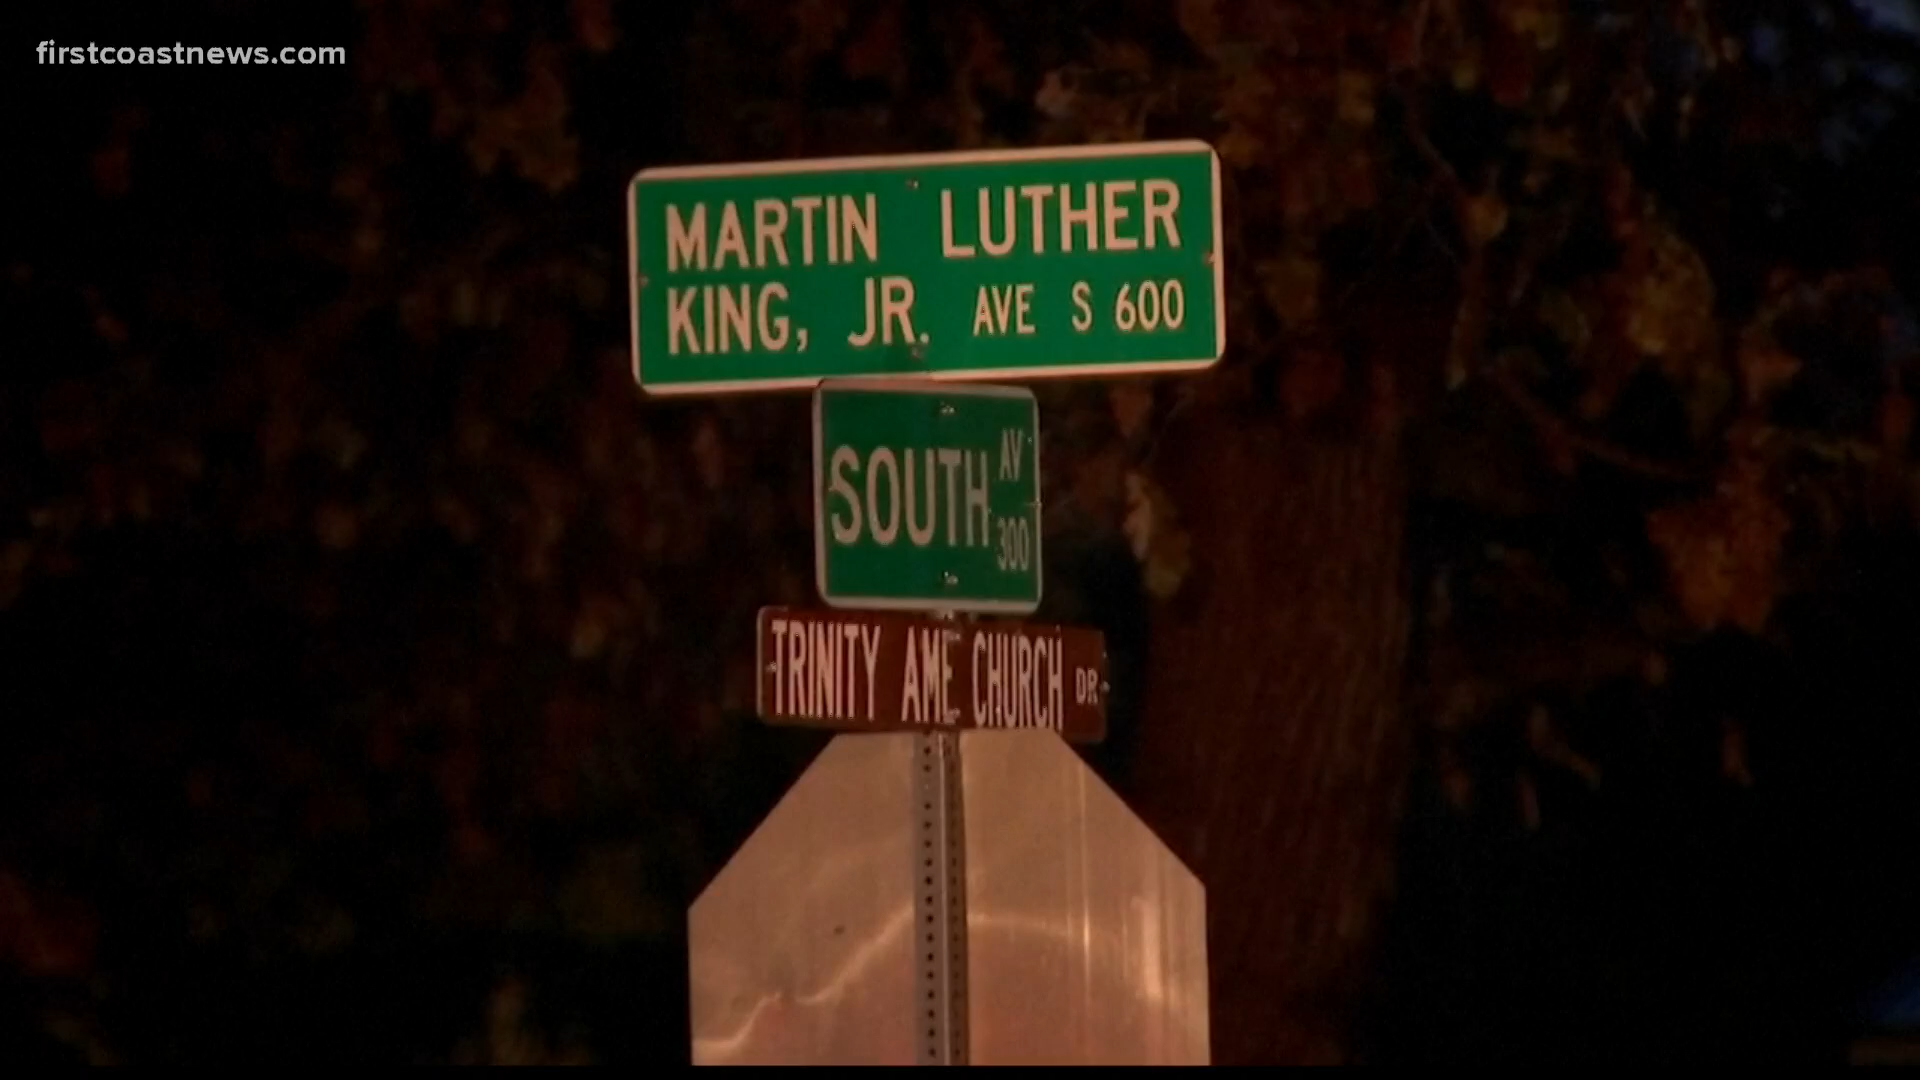 firstcoastnews.com
MARTIN LUTHER
KING, JR. AVE S 600
SOUTH AV 300
TRINITY AME CHURCH DR